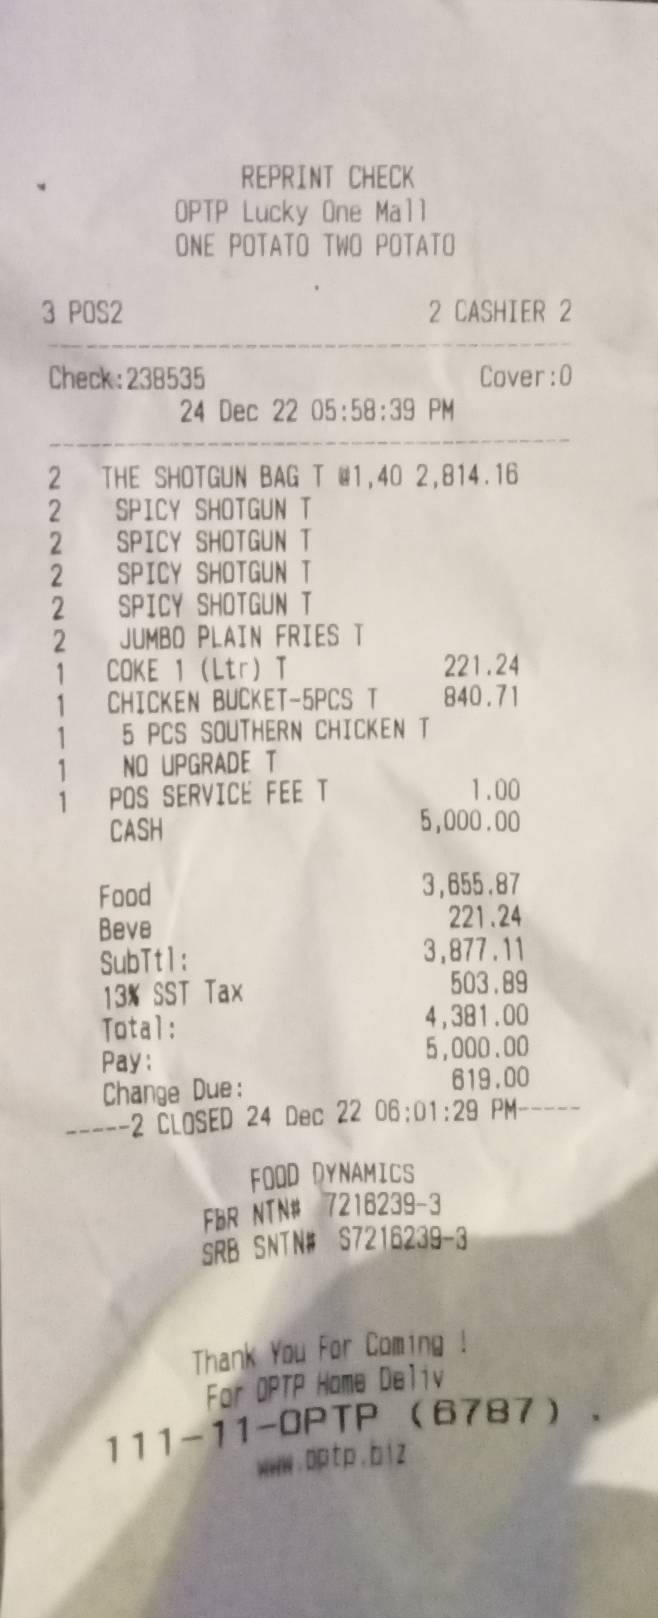 REPRINT CHECK
OPTP Lucky One Mall
ONE POTATO TWO POTATO
3 POS2 2 CASHIER 2
Check:238535 Cover:0
24 Dec 22 05:58:39 PM
2 THE SHOTGUN BAG T @1,40 2,814.16
2 SPICY SHOTGUN T
2 SPICY SHOTGUN T
2 SPICY SHOTGUN T
2 SPICY SHOTGUN T
2 JUMBO PLAIN FRIES T
1 COKE 1 (Ltr) T 221.24
1 CHICKEN BUCKET-5PCS T 840.71
1 5 PCS SOUTHERN CHICKEN T
1 NO UPGRADE T
1 POS SERVICE FEE T 1.00
CASH 5,000.00
Food 3,655.87
Beve 221.24
SubTtl: 3,877.11
13% SST Tax 503.89
Total: 4,381.00
Pay: 5,000.00
Change Due: 619.00
-----2 CLOSED 24 Dec 22 06:01:29 PM-----
FOOD DYNAMICS
FbR NTN# 7216239-3
SRB SNTN# S7216239-3
Thank You For Coming !
For OPTP Home Deliv
111-11-OPTP (6787) .
www.optp.biz